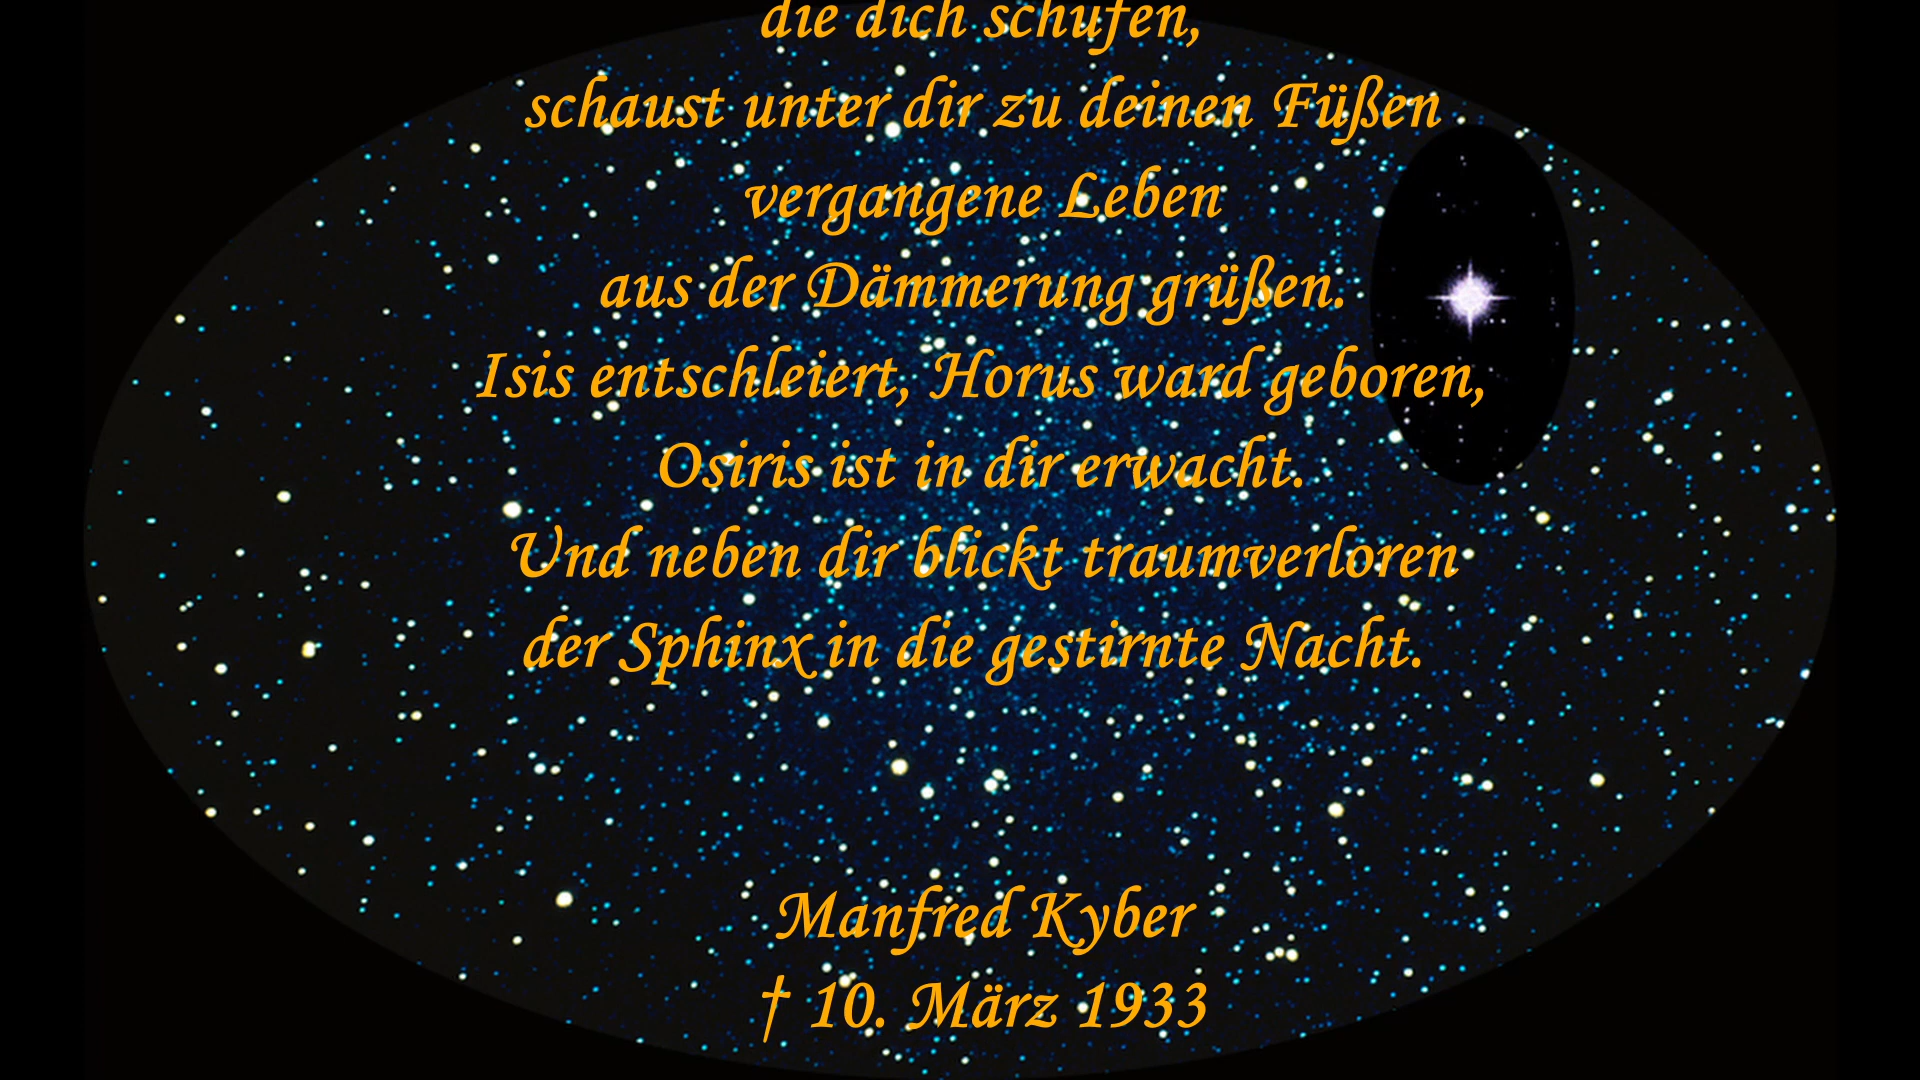 die dich schufen,
schaust unter dir zu deinen Füßen
vergangene Leben
aus der Dämmerung grüßen.
Isis entschleiert, Horus ward geboren,
Osiris ist in dir erwacht.
Und neben dir blickt traumverloren
der Sphinx in die gestirnte Nacht.
Manfred Kyber
† 10. März 1933